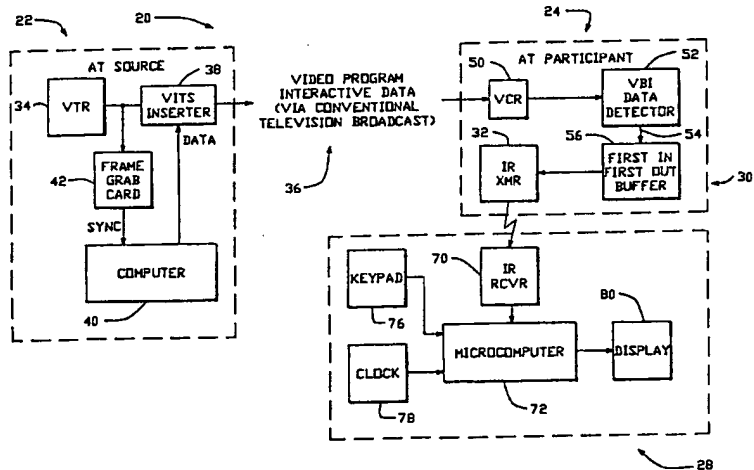 22
20
24
AT SOURCE
38
34
VTR
VITS
INSERTER
DATA
42
FRAME
GRAB
CARD
SYNC
COMPUTER
40
VIDEO PROGRAM
INTERACTIVE DATA
(VIA CONVENTIONAL
TELEVISION BROADCAST)
36
AT PARTICIPANT
50
52
VCR
VBI
DATA
DETECTOR
32
56
54
IR
XMR
FIRST IN
FIRST OUT
BUFFER
30
70
IR
RCVR
KEYPAD
76
80
MICROCOMPUTER
72
DISPLAY
CLOCK
78
28